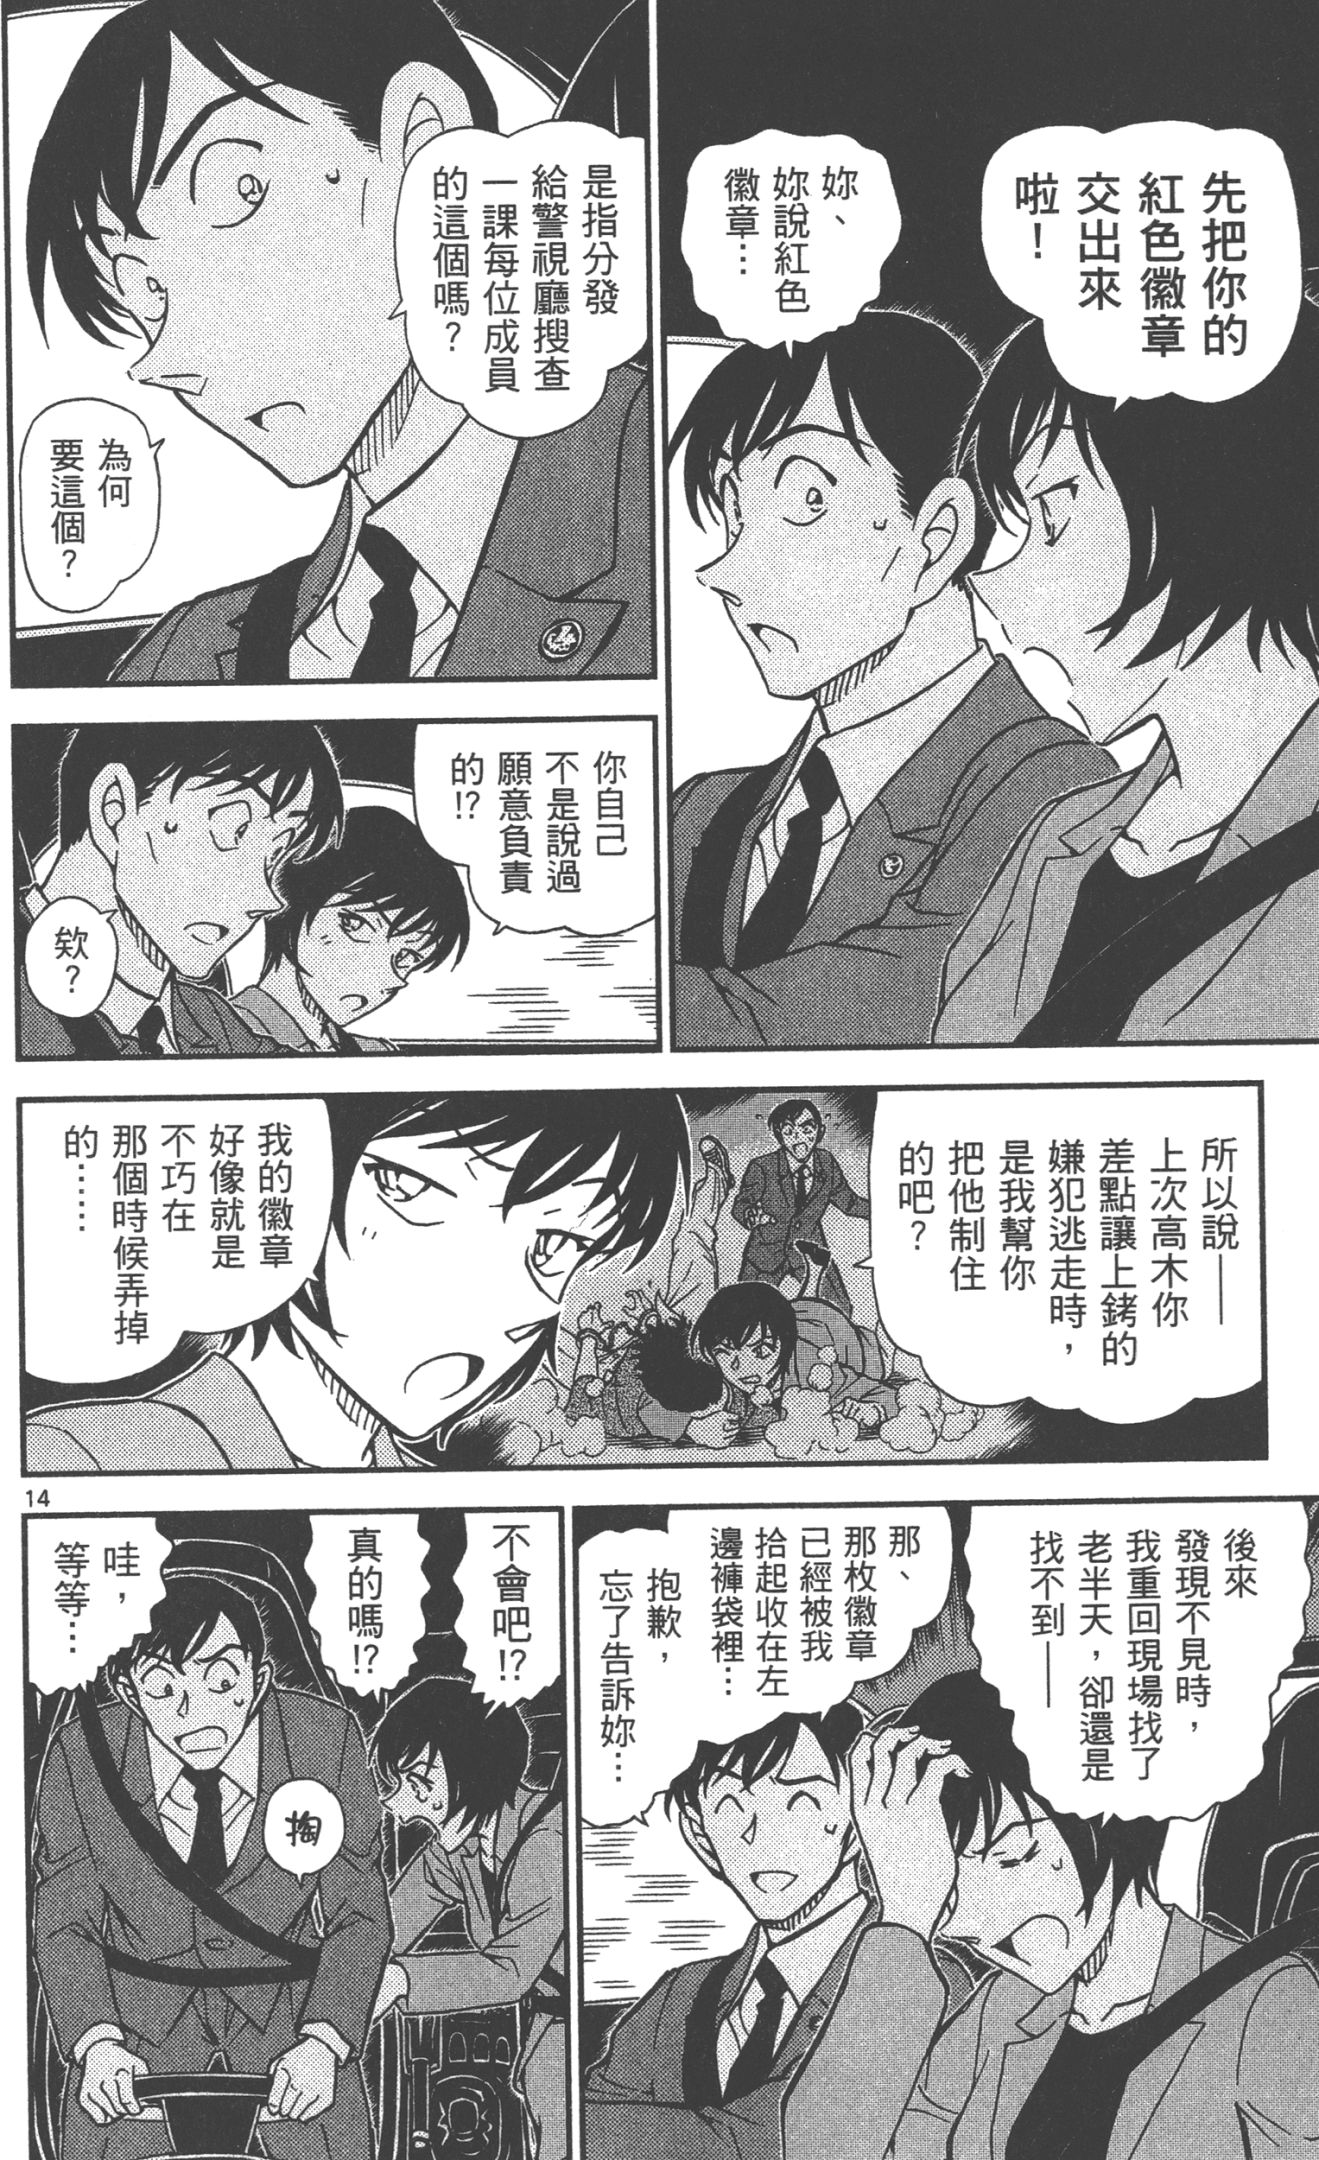 先把你的
紅色徽章
交出來
啦！
妳、
妳說紅色
徽章…
是指分發
給警視廳搜查
一課每位成員
的這個嗎？
為何
要這個？
你自己
不是說過
願意負責
的!?
欸？
所以說——
上次高木你
差點讓上銬的
嫌犯逃走時，
是我幫你
把他制住
的吧？
我的徽章
好像就是
不巧在
那個時候弄掉
的……
後來
發現不見時，
我重回現場找了
老半天，卻還是
找不到——
那、
那枚徽章
已經被我
拾起收在左
邊褲袋裡…
抱歉，
忘了告訴妳…
不會吧!?
真的嗎!?
掏
哇，
等等…
14